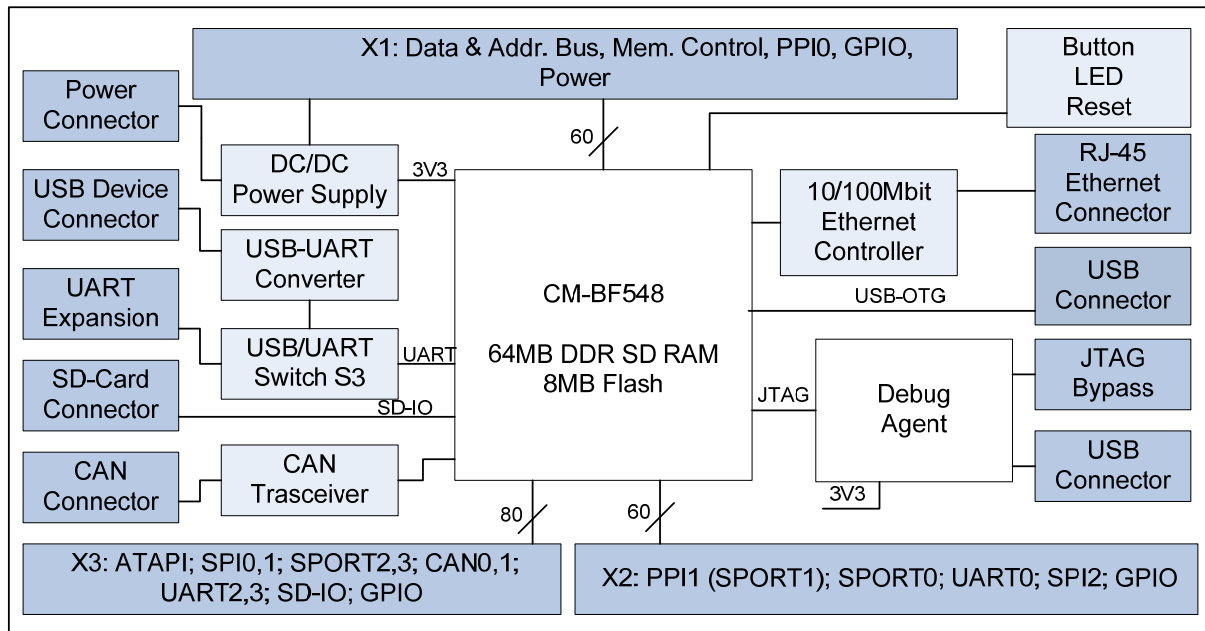 X1: Data & Addr. Bus, Mem. Control, PPI0, GPIO,
Power
Button
LED
Reset
Power
Connector
60
DC/DC
Power Supply
3V3
RJ-45
Ethernet
Connector
USB Device
Connector
10/100Mbit
Ethernet
Controller
USB-UART
Converter
CM-BF548
64MB DDR SD RAM
8MB Flash
USB-OTG
USB
Connector
UART
Expansion
USB/UART
Switch S3
UART
JTAG
Bypass
SD-Card
Connector
SD-IO
JTAG
Debug
Agent
CAN
Connector
CAN
Trasceiver
USB
Connector
3V3
80
60
X3: ATAPI; SPI0,1; SPORT2,3; CAN0,1;
UART2,3; SD-IO; GPIO
X2: PPI1 (SPORT1); SPORT0; UART0; SPI2; GPIO